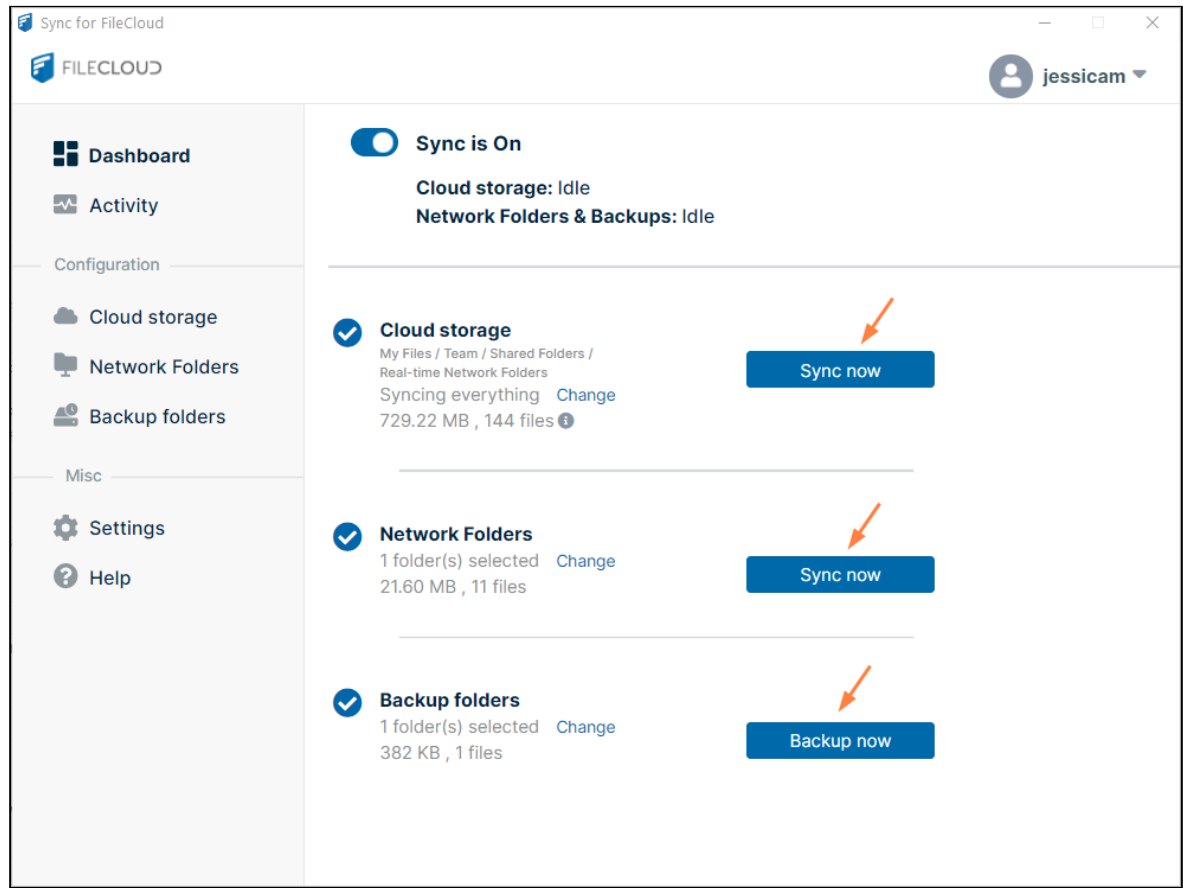 Sync for FileCloud
FILECLOUD
jessicam
Dashboard
Activity
Configuration
Cloud storage
Network Folders
Backup folders
Misc
Settings
Help
Sync is On
Cloud storage: Idle
Network Folders & Backups: Idle
Cloud storage
My Files / Team / Shared Folders /
Real-time Network Folders
Syncing everything Change
729.22 MB , 144 files
Sync now
Network Folders
1 folder(s) selected Change
21.60 MB , 11 files
Sync now
Backup folders
1 folder(s) selected Change
382 KB , 1 files
Backup now